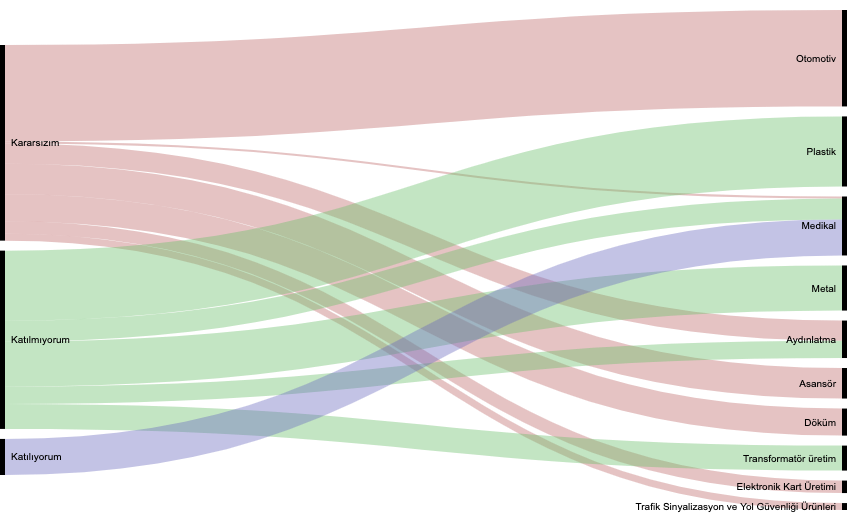 Kararsızım
Katılmıyorum
Katılıyorum
Otomotiv
Plastik
Medikal
Metal
Aydınlatma
Asansör
Döküm
Transformatör üretim
Elektronik Kart Üretimi
Trafik Sinyalizasyon ve Yol Güvenliği Ürünleri